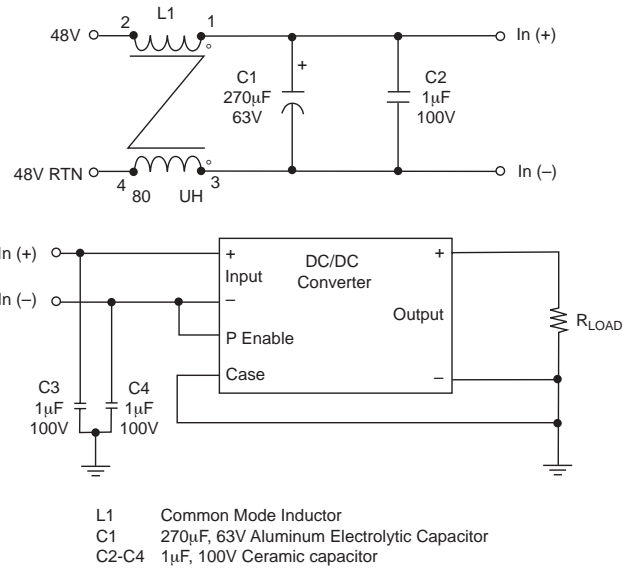 L1
2 1
48V
In (+)
+
C1
270µF
63V
C2
1µF
100V
48V RTN
4 80 UH 3
In (–)
In (+)
+
DC/DC
Converter
+
Input
In (–)
–
Output
R_LOAD
P Enable
Case
–
C3
1µF
100V
C4
1µF
100V
L1 Common Mode Inductor
C1 270µF, 63V Aluminum Electrolytic Capacitor
C2-C4 1µF, 100V Ceramic capacitor